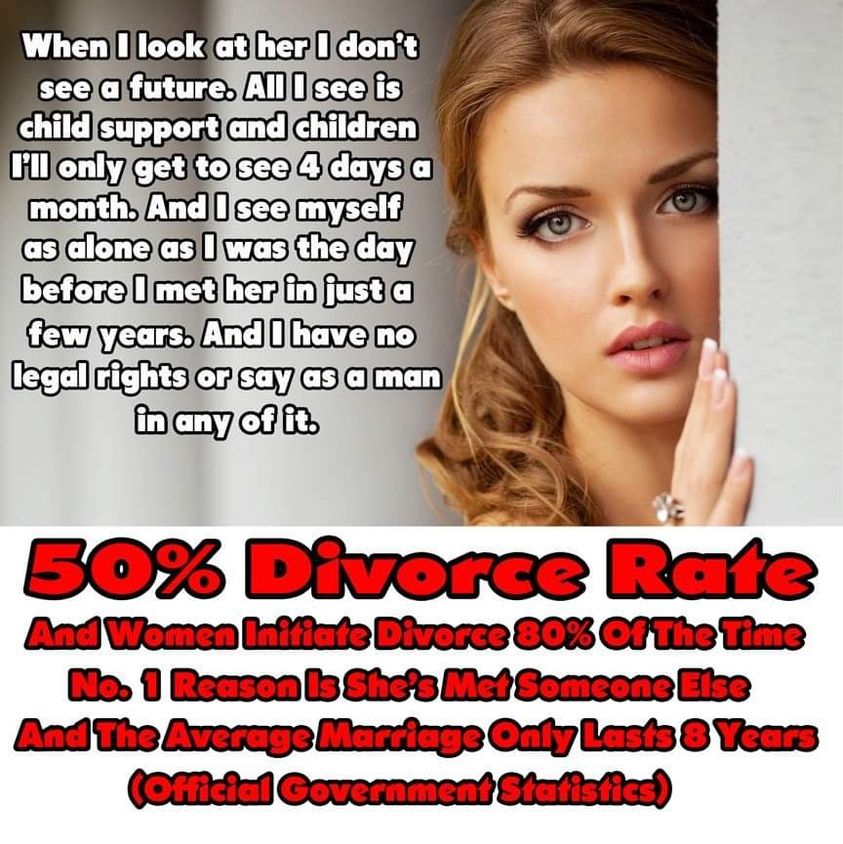 When I look at her I don't
see a future. All I see is
child support and children
I'll only get to see 4 days a
month. And I see myself
as alone as I was the day
before I met her in just a
few years. And I have no
legal rights or say as a man
in any of it.
50% Divorce Rate
And Women Initiate Divorce 80% Of The Time
No. 1 Reason Is She's Met Someone Else
And The Average Marriage Only Lasts 8 Years
(Official Government Statistics)